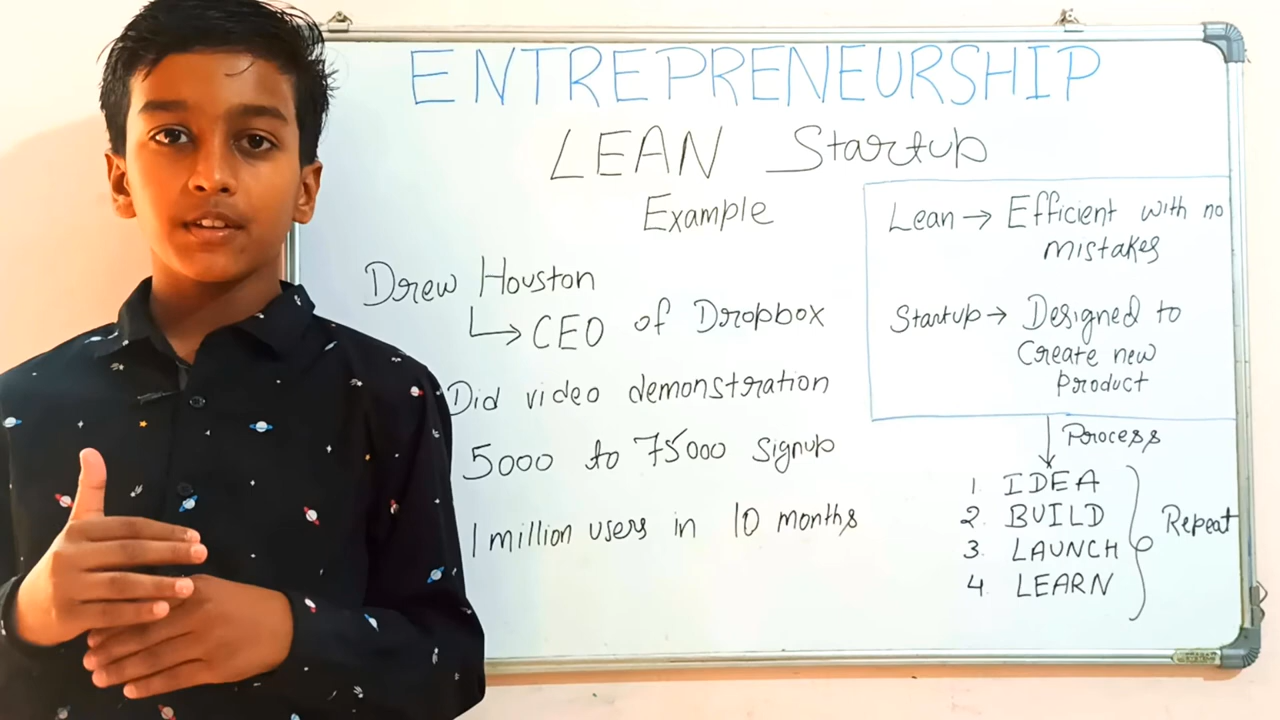 ENTREPRENEURSHIP
LEAN Startup
Example
Drew Houston
↳ CEO of Dropbox
Did video demonstration
5000 to 75000 signup
1 million users in 10 months
Lean → Efficient with no
mistakes
Startup → Designed to
Create new
product
Process
1. IDEA
2. BUILD
3. LAUNCH
4. LEARN
Repeat